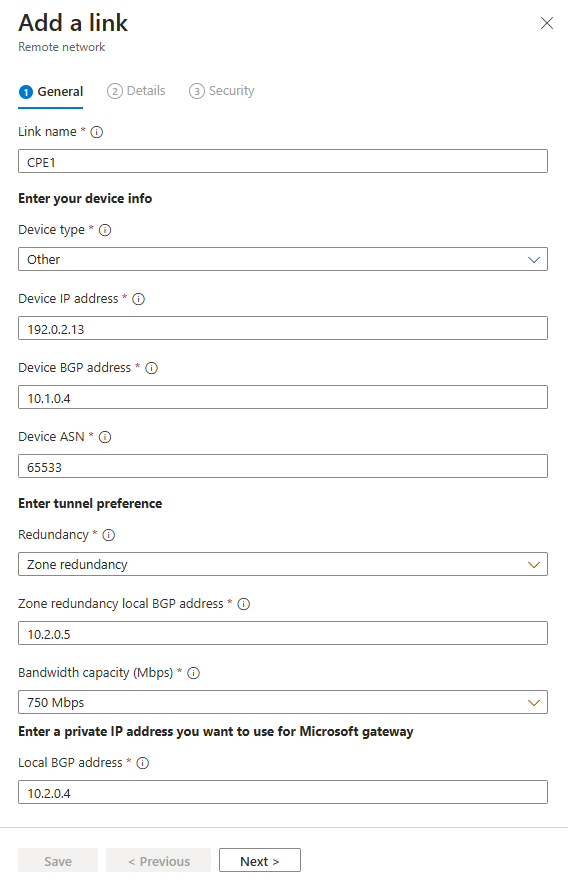 Add a link
Remote network
1 General 2 Details 3 Security
Link name *
CPE1
Enter your device info
Device type *
Other
Device IP address *
192.0.2.13
Device BGP address *
10.1.0.4
Device ASN *
65533
Enter tunnel preference
Redundancy *
Zone redundancy
Zone redundancy local BGP address *
10.2.0.5
Bandwidth capacity (Mbps) *
750 Mbps
Enter a private IP address you want to use for Microsoft gateway
Local BGP address *
10.2.0.4
Save < Previous Next >